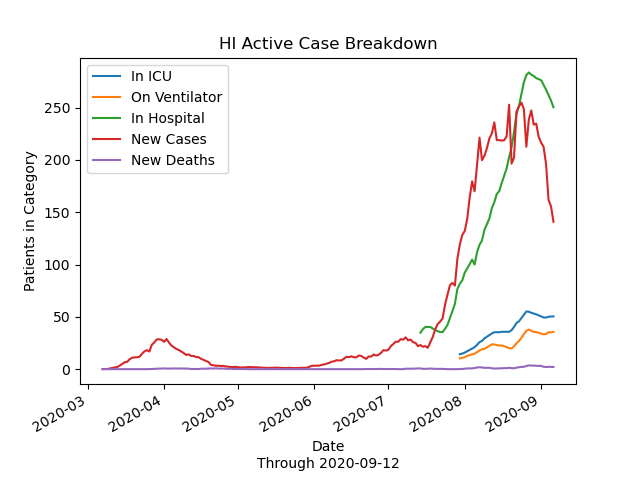 HI Active Case Breakdown
In ICU
On Ventilator
In Hospital
New Cases
New Deaths
Patients in Category
250
200
150
100
50
0
2020-03
2020-04
2020-05
2020-06
2020-07
2020-08
2020-09
Date
Through 2020-09-12